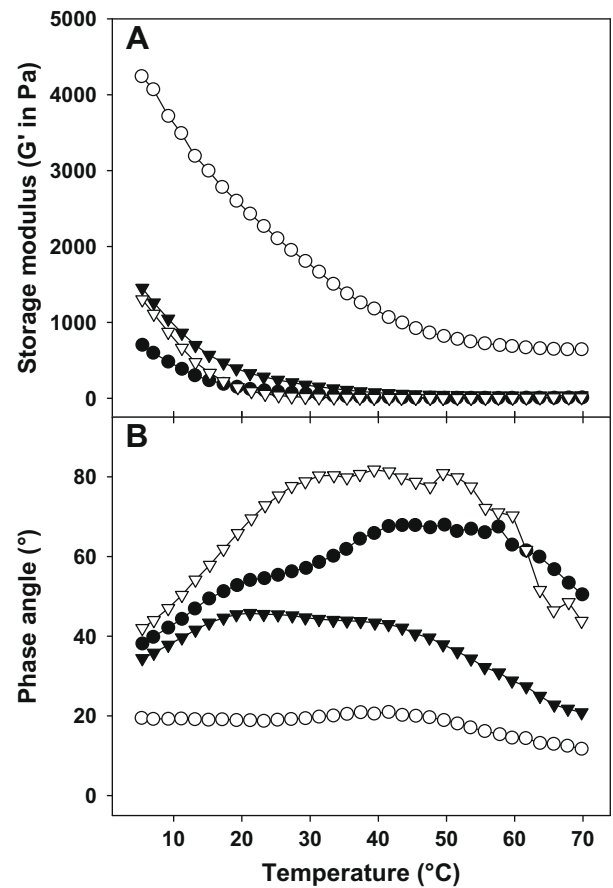 A
Storage modulus (G' in Pa)
5000
4000
3000
2000
1000
0
B
Phase angle (°)
80
60
40
20
0
10 20 30 40 50 60 70
Temperature (°C)